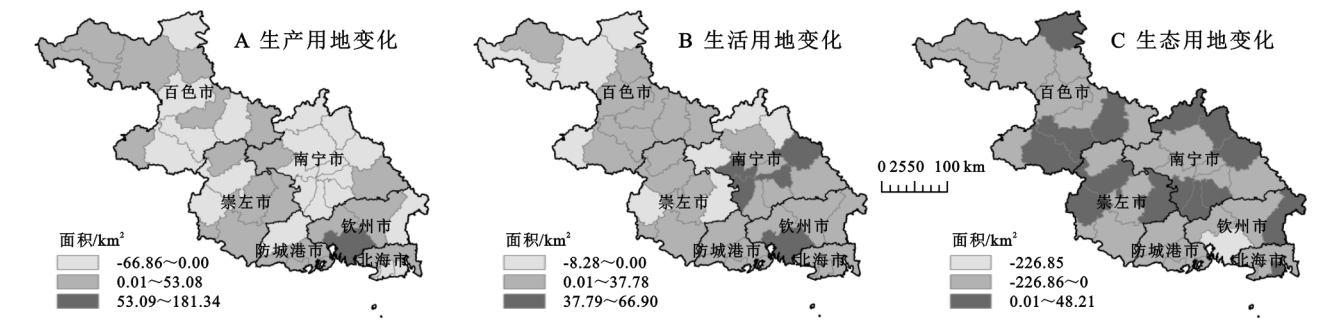 A 生产用地变化
百色市
南宁市
崇左市
钦州市
防城港市
北海市
面积/km²
-66.86～0.00
0.01～53.08
53.09～181.34
B 生活用地变化
百色市
南宁市
崇左市
钦州市
防城港市
北海市
面积/km²
-8.28～0.00
0.01～37.78
37.79～66.90
0 2550 100 km
C 生态用地变化
百色市
南宁市
崇左市
钦州市
防城港市
北海市
面积/km²
-226.85
-226.86～0
0.01～48.21